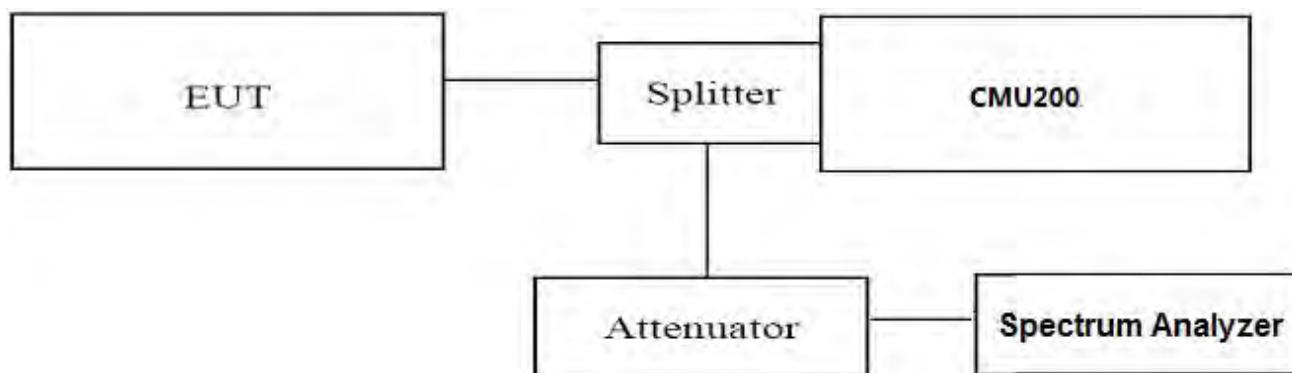 EUT
Splitter
CMU200
Attenuator
Spectrum Analyzer